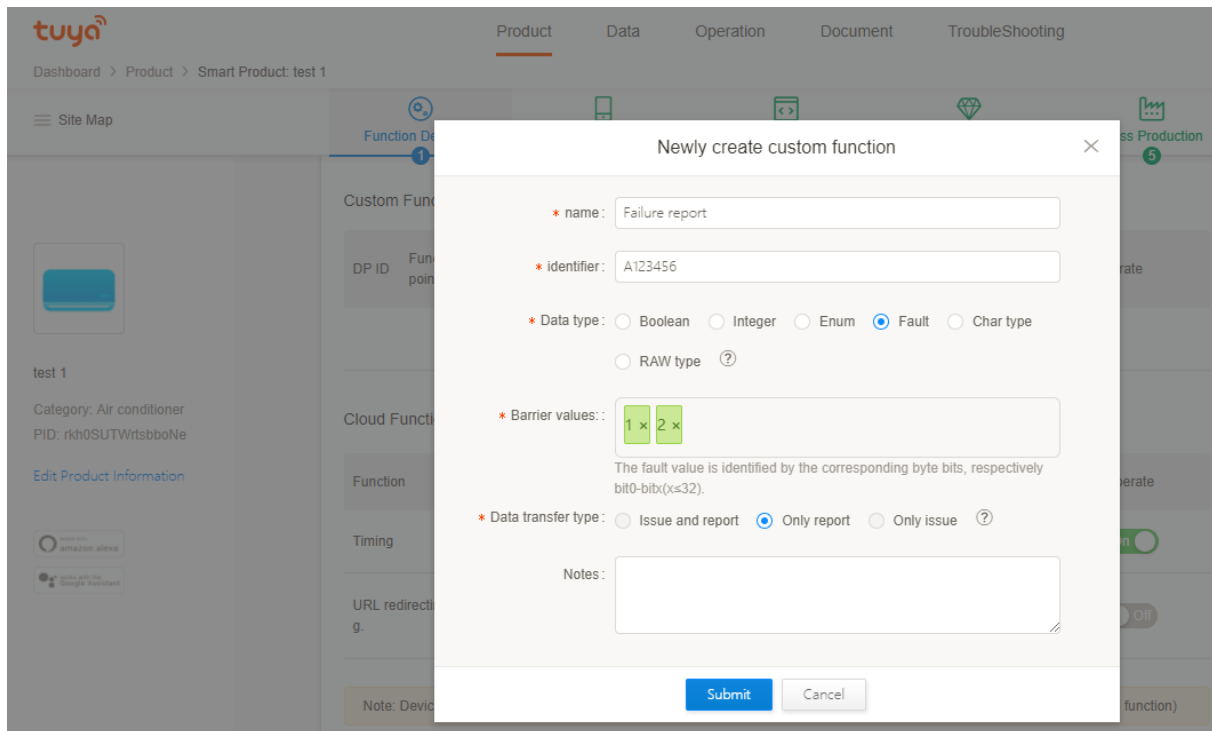 tuya
Product Data Operation Document TroubleShooting
Dashboard > Product > Smart Product: test 1
Site Map
Function De
1
ss Production
5
Newly create custom function
Custom Func
* name : Failure report
DP ID
Fun
poin
rate
* identifier : A123456
* Data type : Boolean Integer Enum Fault Char type
RAW type ?
test 1
Category: Air conditioner
PID: rkh0SUTWrtsbboNe
Edit Product Information
Cloud Functi
* Barrier values: : 1 × 2 ×
The fault value is identified by the corresponding byte bits, respectively
bit0-bitx(x≤32).
Function
erate
* Data transfer type : Issue and report Only report Only issue ?
Timing
n
amazon alexa
Google Assistant
Notes :
URL redirecti
g.
Off
Submit Cancel
Note: Devic
function)